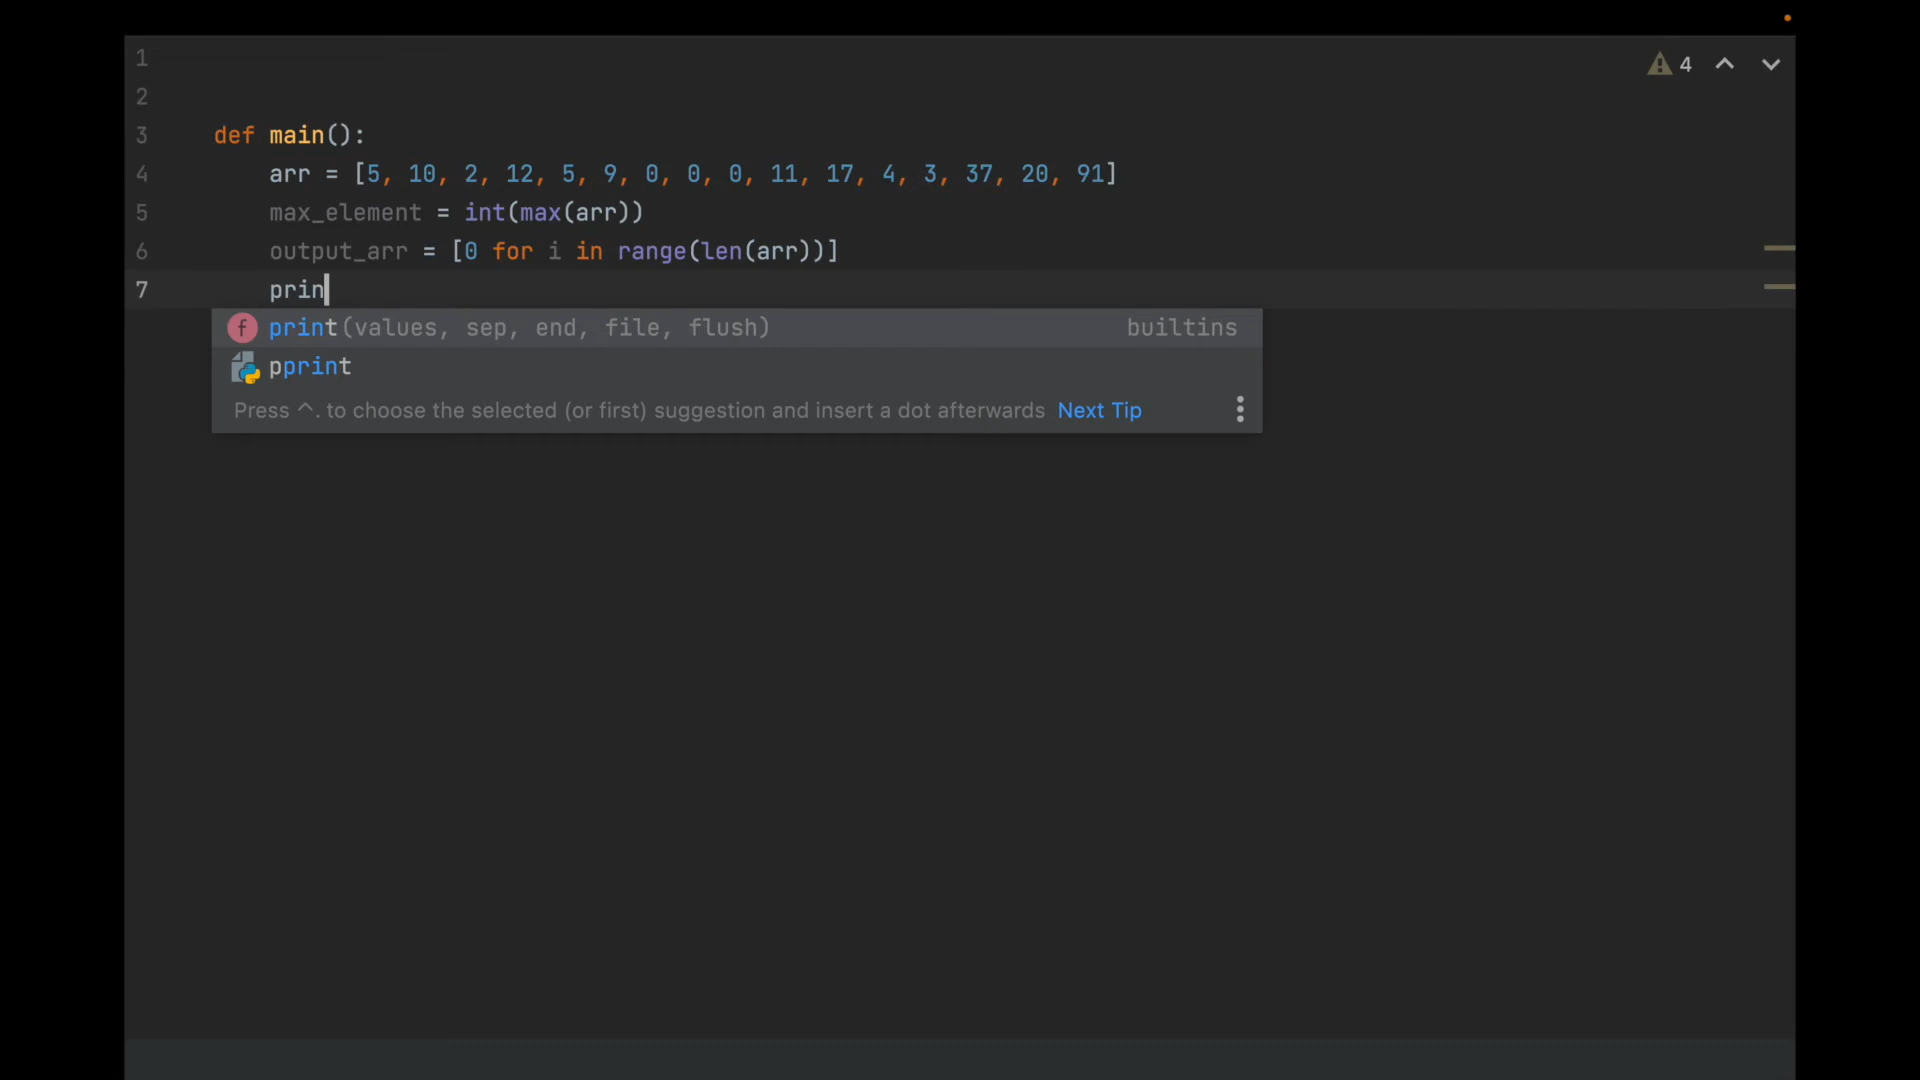 1
2
3 def main():
4 arr = [5, 10, 2, 12, 5, 9, 0, 0, 0, 11, 17, 4, 3, 37, 20, 91]
5 max_element = int(max(arr))
6 output_arr = [0 for i in range(len(arr))]
7 prin
f print(values, sep, end, file, flush) builtins
pprint
Press ^. to choose the selected (or first) suggestion and insert a dot afterwards Next Tip
4